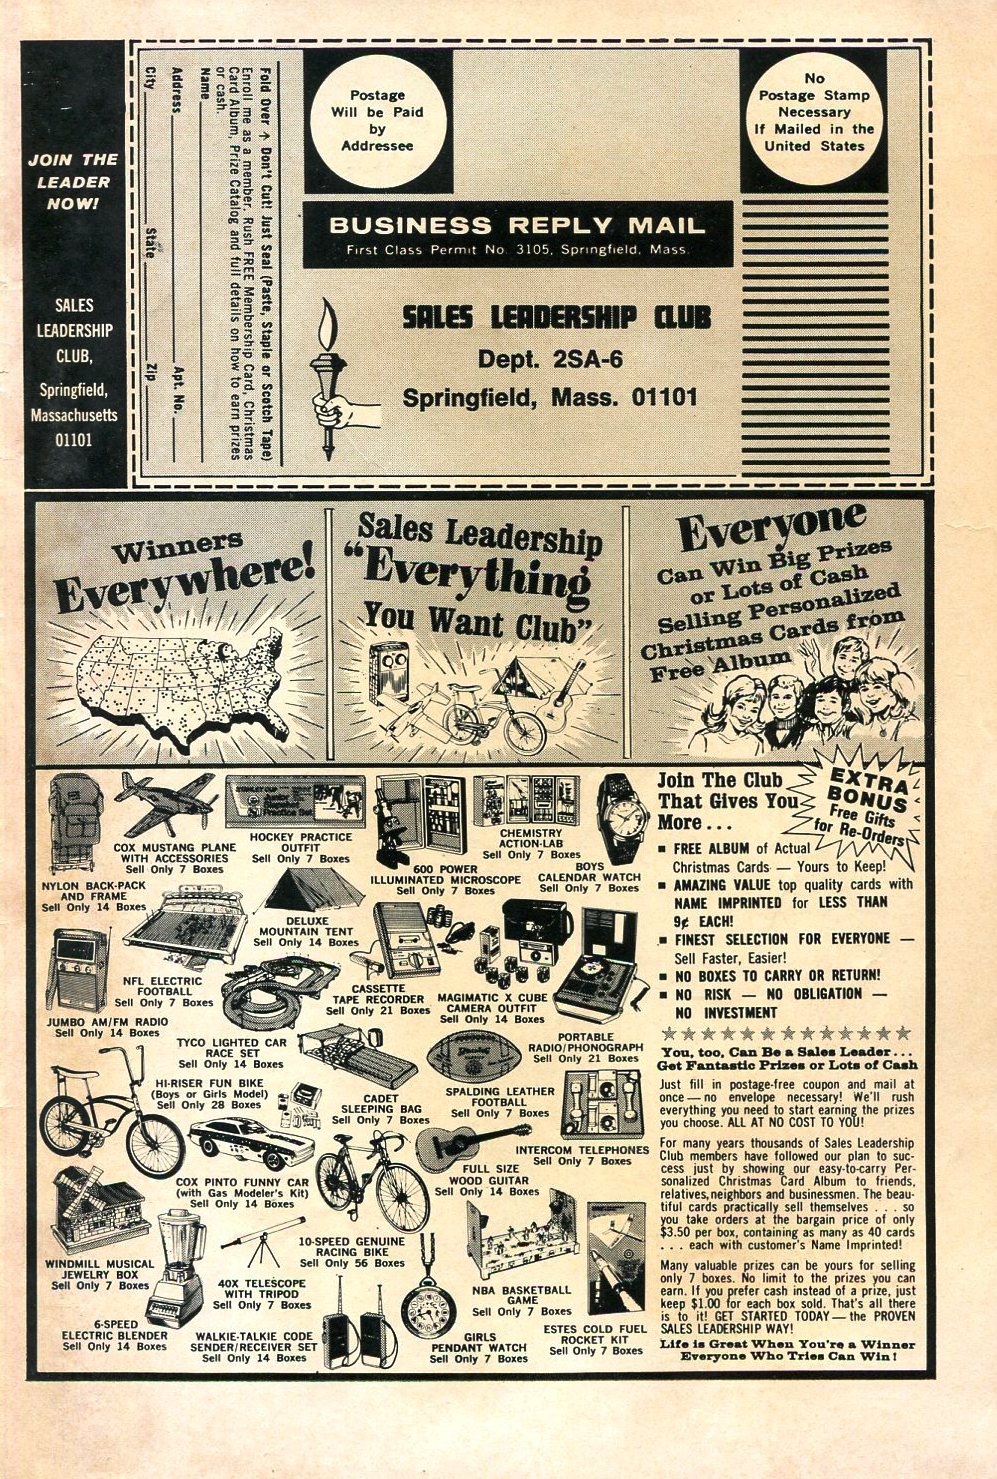 JOIN THE
LEADER
NOW!
SALES
LEADERSHIP
CLUB,
Springfield,
Massachusetts
01101
Fold Over → Don't Cut! Just Seal (Paste, Staple or Scotch Tape)
Enroll me as a member. Rush FREE Membership Card, Christmas
Card Album, Prize Catalog and full details on how to earn prizes
or cash.
Name
Address Apt. No.
City State Zip
Postage
Will be Paid
by
Addressee
No
Postage Stamp
Necessary
If Mailed in the
United States
BUSINESS REPLY MAIL
First Class Permit No. 3105, Springfield, Mass.
SALES LEADERSHIP CLUB
Dept. 2SA-6
Springfield, Mass. 01101
Winners
Everywhere!
Sales Leadership
"Everything
You Want Club"
Everyone
Can Win Big Prizes
or Lots of Cash
Selling Personalized
Christmas Cards from
Free Album
NYLON BACK-PACK
AND FRAME
Sell Only 14 Boxes
COX MUSTANG PLANE
WITH ACCESSORIES
Sell Only 7 Boxes
HOCKEY PRACTICE
OUTFIT
Sell Only 7 Boxes
600 POWER
ILLUMINATED MICROSCOPE
Sell Only 7 Boxes
CHEMISTRY
ACTION-LAB
Sell Only 7 Boxes
BOYS
CALENDAR WATCH
Sell Only 7 Boxes
DELUXE
MOUNTAIN TENT
Sell Only 14 Boxes
JUMBO AM/FM RADIO
Sell Only 14 Boxes
NFL ELECTRIC
FOOTBALL
Sell Only 7 Boxes
CASSETTE
TAPE RECORDER
Sell Only 21 Boxes
MAGIMATIC X CUBE
CAMERA OUTFIT
Sell Only 14 Boxes
PORTABLE
RADIO/PHONOGRAPH
Sell Only 21 Boxes
TYCO LIGHTED CAR
RACE SET
Sell Only 14 Boxes
HI-RISER FUN BIKE
(Boys or Girls Model)
Sell Only 28 Boxes
CADET
SLEEPING BAG
Sell Only 7 Boxes
SPALDING LEATHER
FOOTBALL
Sell Only 7 Boxes
INTERCOM TELEPHONES
Sell Only 7 Boxes
COX PINTO FUNNY CAR
(with Gas Modeler's Kit)
Sell Only 14 Boxes
FULL SIZE
WOOD GUITAR
Sell Only 14 Boxes
WINDMILL MUSICAL
JEWELRY BOX
Sell Only 7 Boxes
10-SPEED GENUINE
RACING BIKE
Sell Only 56 Boxes
40X TELESCOPE
WITH TRIPOD
Sell Only 7 Boxes
NBA BASKETBALL
GAME
Sell Only 7 Boxes
6-SPEED
ELECTRIC BLENDER
Sell Only 14 Boxes
WALKIE-TALKIE CODE
SENDER/RECEIVER SET
Sell Only 14 Boxes
GIRLS
PENDANT WATCH
Sell Only 7 Boxes
ESTES COLD FUEL
ROCKET KIT
Sell Only 7 Boxes
Join The Club
That Gives You
More . . .
EXTRA
BONUS
Free Gifts
for Re-Orders
■ FREE ALBUM of Actual
Christmas Cards — Yours to Keep!
■ AMAZING VALUE top quality cards with
NAME IMPRINTED for LESS THAN
9¢ EACH!
■ FINEST SELECTION FOR EVERYONE —
Sell Faster, Easier!
■ NO BOXES TO CARRY OR RETURN!
■ NO RISK — NO OBLIGATION —
NO INVESTMENT
You, too, Can Be a Sales Leader . . .
Get Fantastic Prizes or Lots of Cash
Just fill in postage-free coupon and mail at
once — no envelope necessary! We'll rush
everything you need to start earning the prizes
you choose. ALL AT NO COST TO YOU!
For many years thousands of Sales Leadership
Club members have followed our plan to suc-
cess just by showing our easy-to-carry Per-
sonalized Christmas Card Album to friends,
relatives, neighbors and businessmen. The beau-
tiful cards practically sell themselves . . . so
you take orders at the bargain price of only
$3.50 per box, containing as many as 40 cards
. . . each with customer's Name Imprinted!
Many valuable prizes can be yours for selling
only 7 boxes. No limit to the prizes you can
earn. If you prefer cash instead of a prize, just
keep $1.00 for each box sold. That's all there
is to it! GET STARTED TODAY — the PROVEN
SALES LEADERSHIP WAY!
Life is Great When You're a Winner
Everyone Who Tries Can Win!